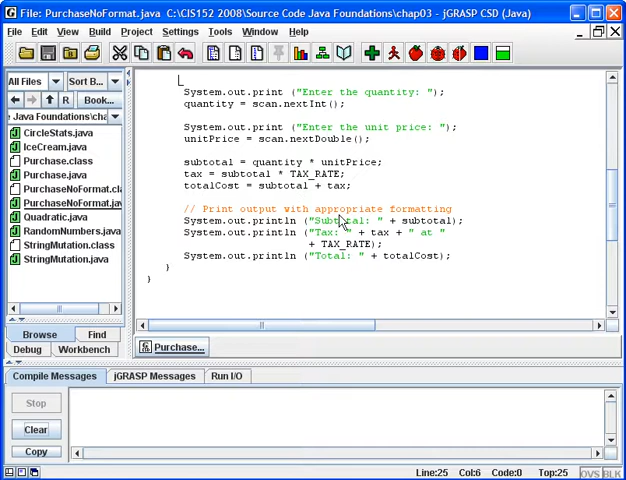 File: PurchaseNoFormat.java  C:\CIS152 2008\Source Code Java Foundations\chap03 - jGRASP CSD (Java)
File Edit View Build Project Settings Tools Window Help
All Files Sort B...
R Book...
e Java Foundations\cha
CircleStats.java
IceCream.java
Purchase.class
Purchase.java
PurchaseNoFormat.cla
PurchaseNoFormat.java
Quadratic.java
RandomNumbers.java
StringMutation.class
StringMutation.java
Browse Find
Debug Workbench
System.out.print ("Enter the quantity: ");
quantity = scan.nextInt();
System.out.print ("Enter the unit price: ");
unitPrice = scan.nextDouble();
subtotal = quantity * unitPrice;
tax = subtotal * TAX_RATE;
totalCost = subtotal + tax;
// Print output with appropriate formatting
System.out.println ("Subtotal: " + subtotal);
System.out.println ("Tax: " + tax + " at "
+ TAX_RATE);
System.out.println ("Total: " + totalCost);
}
}
Purchase...
Compile Messages jGRASP Messages Run I/O
Stop
Clear
Copy
Line:25 Col:6 Code:0 Top:25 OVS BLK